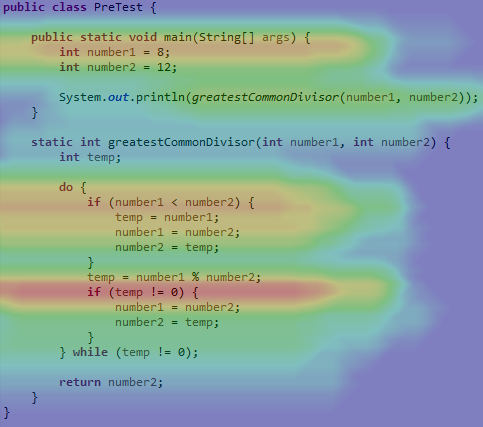 public class PreTest {
    public static void main(String[] args) {
        int number1 = 8;
        int number2 = 12;

        System.out.println(greatestCommonDivisor(number1, number2));
    }

    static int greatestCommonDivisor(int number1, int number2) {
        int temp;

        do {
            if (number1 < number2) {
                temp = number1;
                number1 = number2;
                number2 = temp;
            }
            temp = number1 % number2;
            if (temp != 0) {
                number1 = number2;
                number2 = temp;
            }
        } while (temp != 0);

        return number2;
    }
}